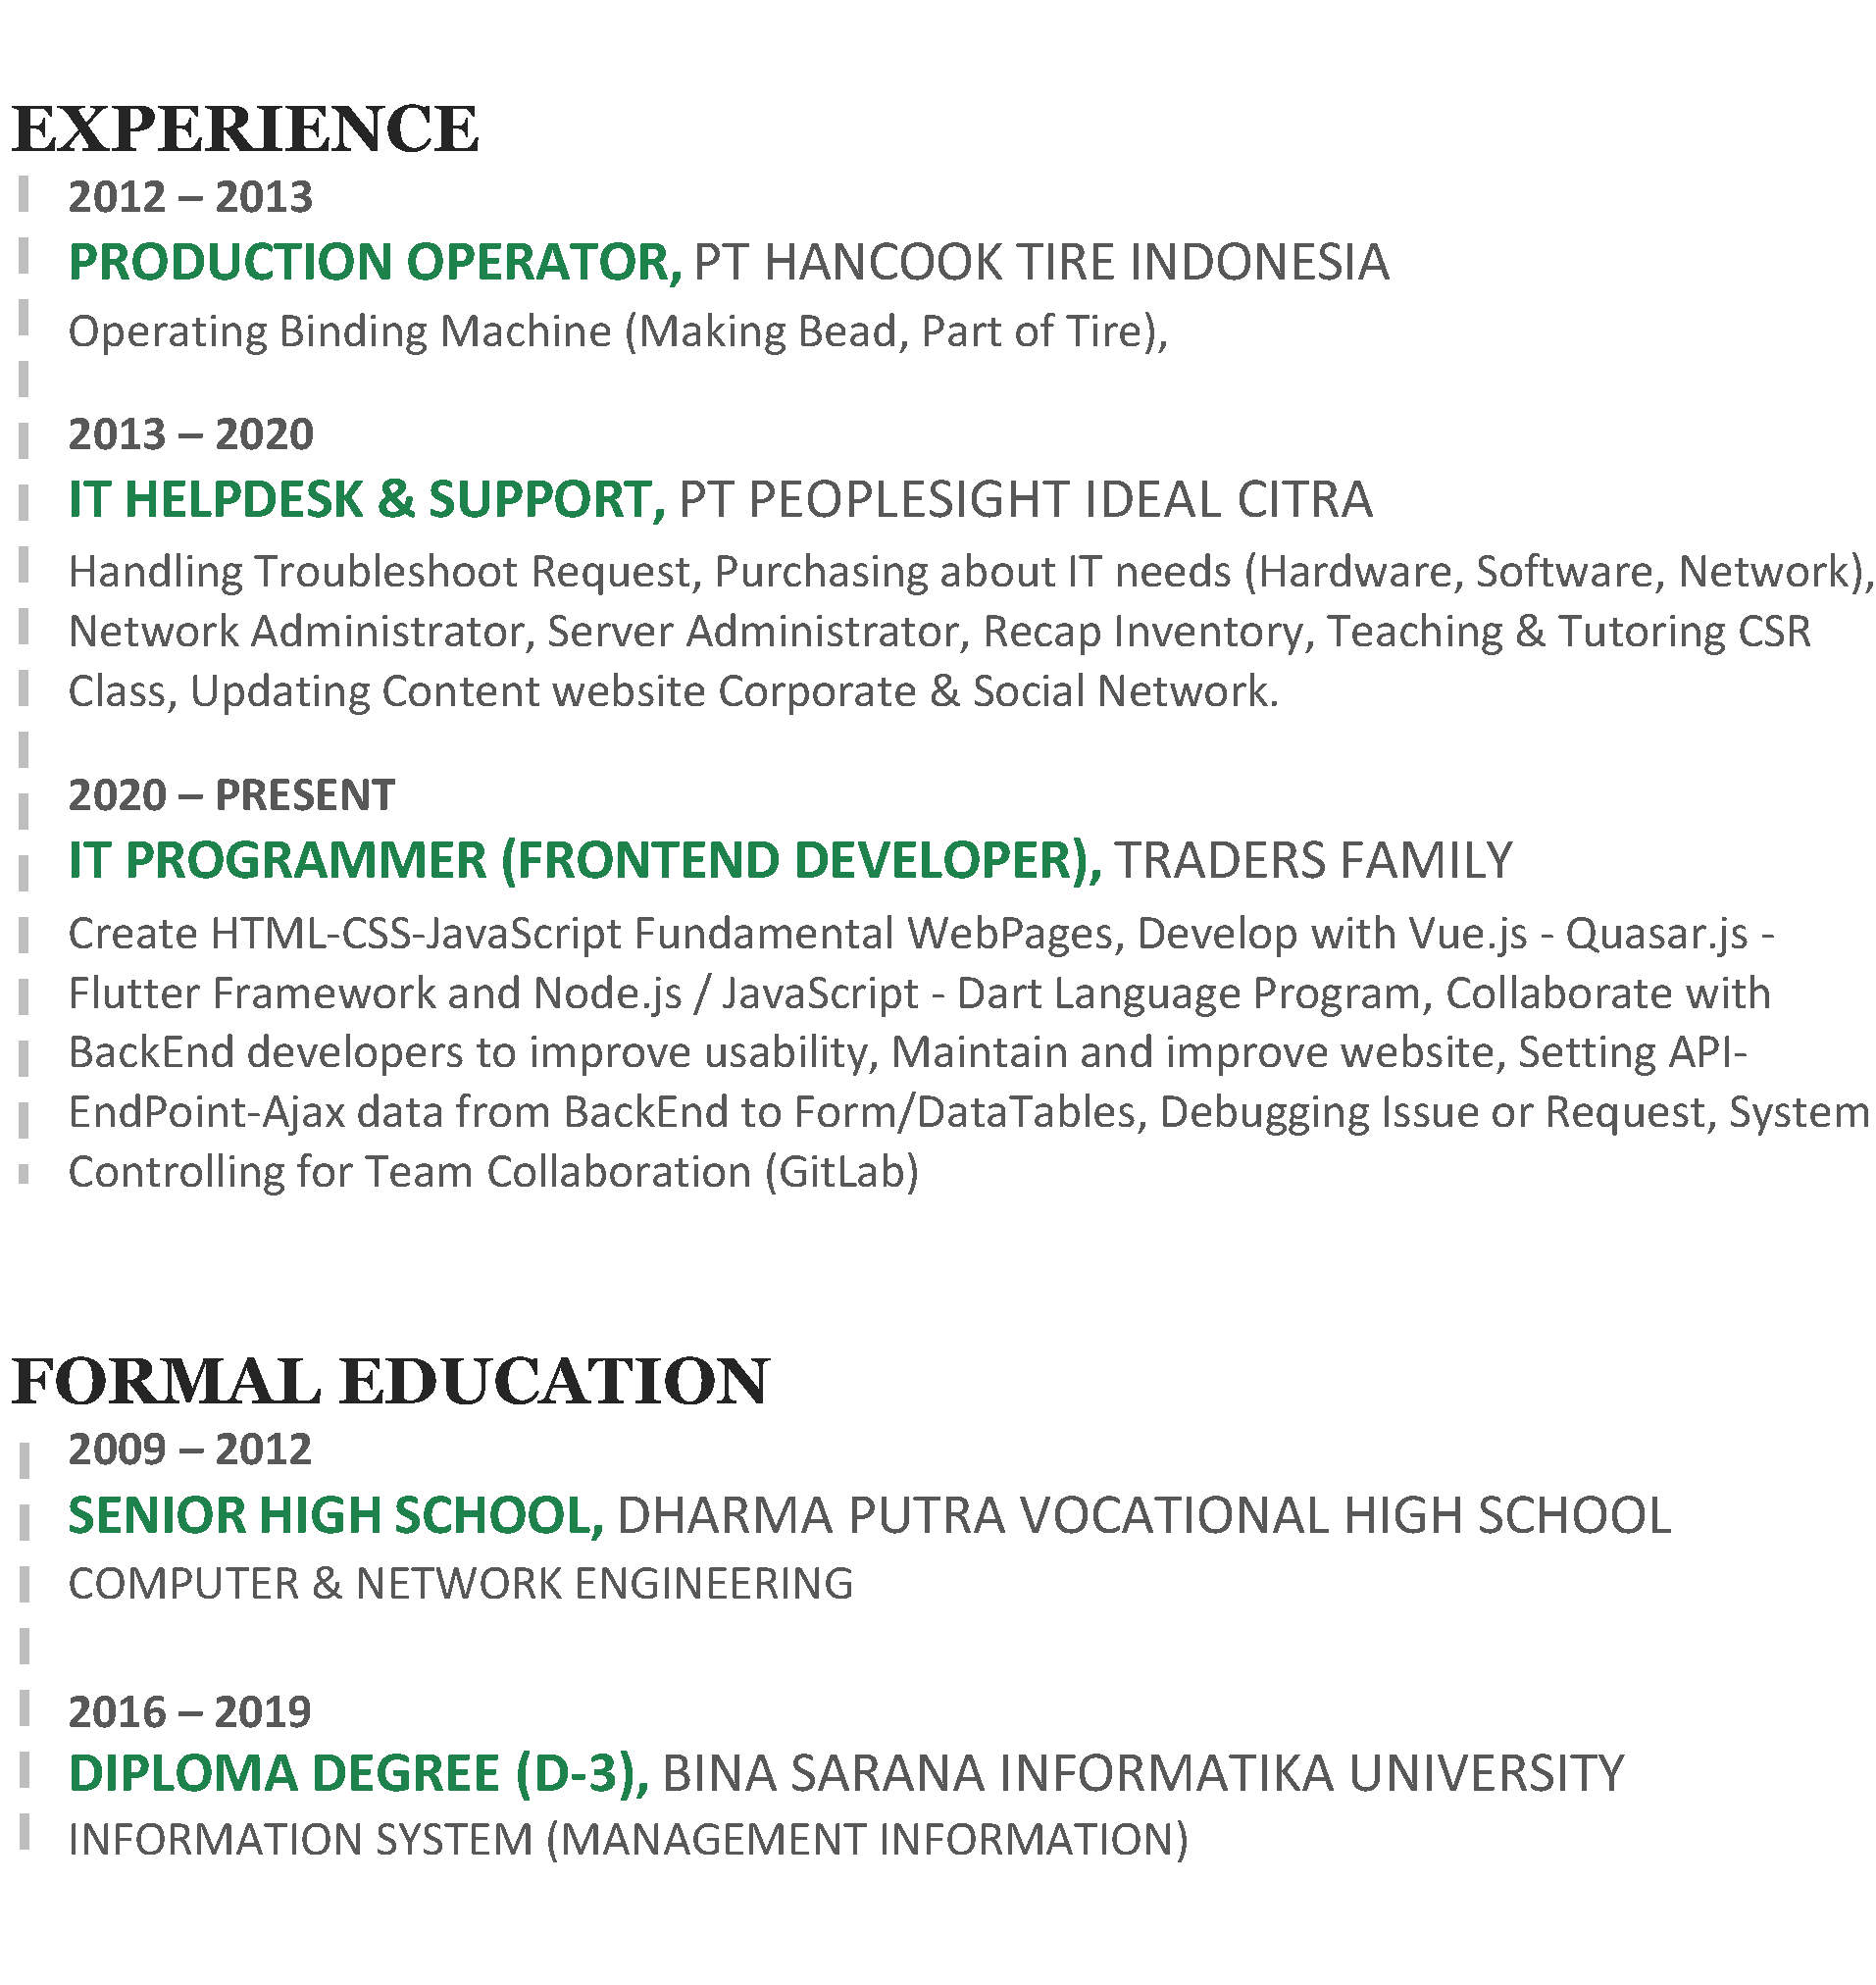 EXPERIENCE
2012 – 2013
PRODUCTION OPERATOR, PT HANCOOK TIRE INDONESIA
Operating Binding Machine (Making Bead, Part of Tire),
2013 – 2020
IT HELPDESK & SUPPORT, PT PEOPLESIGHT IDEAL CITRA
Handling Troubleshoot Request, Purchasing about IT needs (Hardware, Software, Network),
Network Administrator, Server Administrator, Recap Inventory, Teaching & Tutoring CSR
Class, Updating Content website Corporate & Social Network.
2020 – PRESENT
IT PROGRAMMER (FRONTEND DEVELOPER), TRADERS FAMILY
Create HTML-CSS-JavaScript Fundamental WebPages, Develop with Vue.js - Quasar.js -
Flutter Framework and Node.js / JavaScript - Dart Language Program, Collaborate with
BackEnd developers to improve usability, Maintain and improve website, Setting API-
EndPoint-Ajax data from BackEnd to Form/DataTables, Debugging Issue or Request, System
Controlling for Team Collaboration (GitLab)
FORMAL EDUCATION
2009 – 2012
SENIOR HIGH SCHOOL, DHARMA PUTRA VOCATIONAL HIGH SCHOOL
COMPUTER & NETWORK ENGINEERING
2016 – 2019
DIPLOMA DEGREE (D-3), BINA SARANA INFORMATIKA UNIVERSITY
INFORMATION SYSTEM (MANAGEMENT INFORMATION)